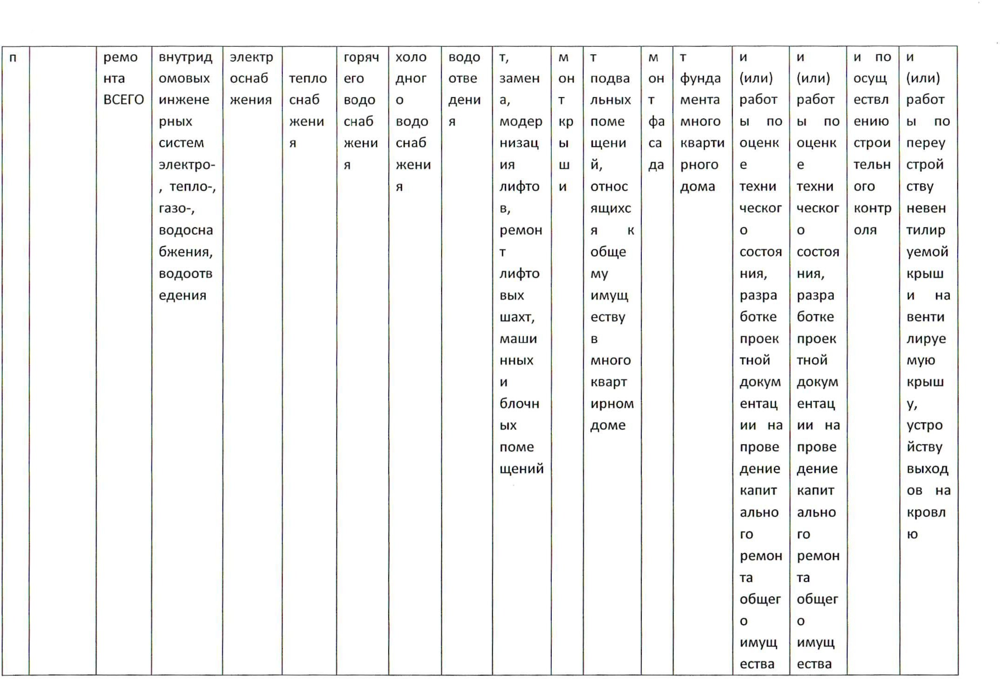 п
ремо
нта
ВСЕГО
внутрид
омовых
инжене
рных
систем
электро-
, тепло-,
газо-,
водосна
бжения,
водоотв
едения
электр
оснаб
жения
тепло
снаб
жени
я
горяч
его
водо
снаб
жени
я
холо
дног
о
водо
снаб
жени
я
водо
отве
дени
я
т,
замен
а,
модер
низац
ия
лифто
в,
ремон
т
лифто
вых
шахт,
маши
нных
и
блочн
ых
поме
щений
м
он
т
кр
ы
ш
и
т
подва
льных
поме
щени
й,
относ
ящихс
я к
обще
му
имущ
еству
в
много
кварт
ирном
доме
м
он
т
фа
са
да
т
фунда
мента
много
кварти
рного
дома
и
(или)
работ
ы по
оценк
е
техни
ческог
о
состоя
ния,
разра
ботке
проек
тной
докум
ентац
ии на
прове
дение
капит
ально
го
ремон
та
общег
о
имущ
ества
и
(или)
работ
ы по
оценк
е
техни
ческог
о
состоя
ния,
разра
ботке
проек
тной
докум
ентац
ии на
прове
дение
капит
ально
го
ремон
та
общег
о
имущ
ества
и по
осущ
ествл
ению
строи
тельн
ого
контр
оля
и
(или)
работ
ы по
переу
строй
ству
невен
тилир
уемой
крыш
и на
венти
лируе
мую
крыш
у,
устро
йству
выход
ов на
кровл
ю